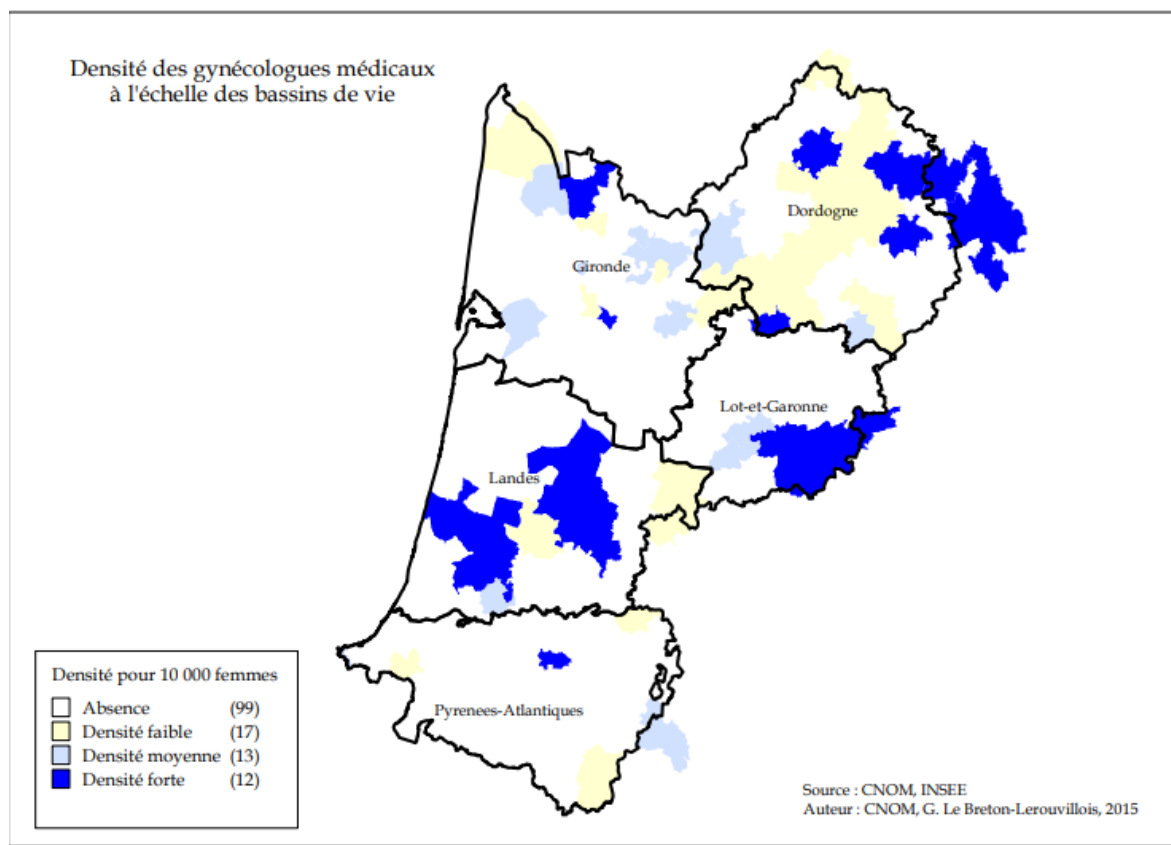 Densité des gynécologues médicaux
à l'échelle des bassins de vie
Dordogne
Gironde
Lot-et-Garonne
Landes
Pyrenees-Atlantiques
Densité pour 10 000 femmes
Absence (99)
Densité faible (17)
Densité moyenne (13)
Densité forte (12)
Source : CNOM, INSEE
Auteur : CNOM, G. Le Breton-Lerouvillois, 2015